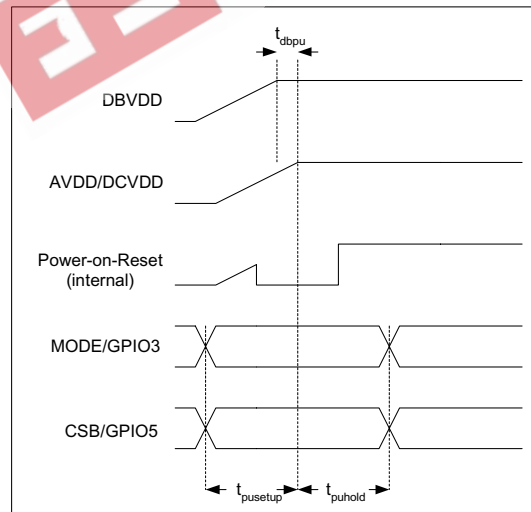 t_dbpu
DBVDD
AVDD/DCVDD
Power-on-Reset
(internal)
MODE/GPIO3
CSB/GPIO5
t_pusetup t_puhold